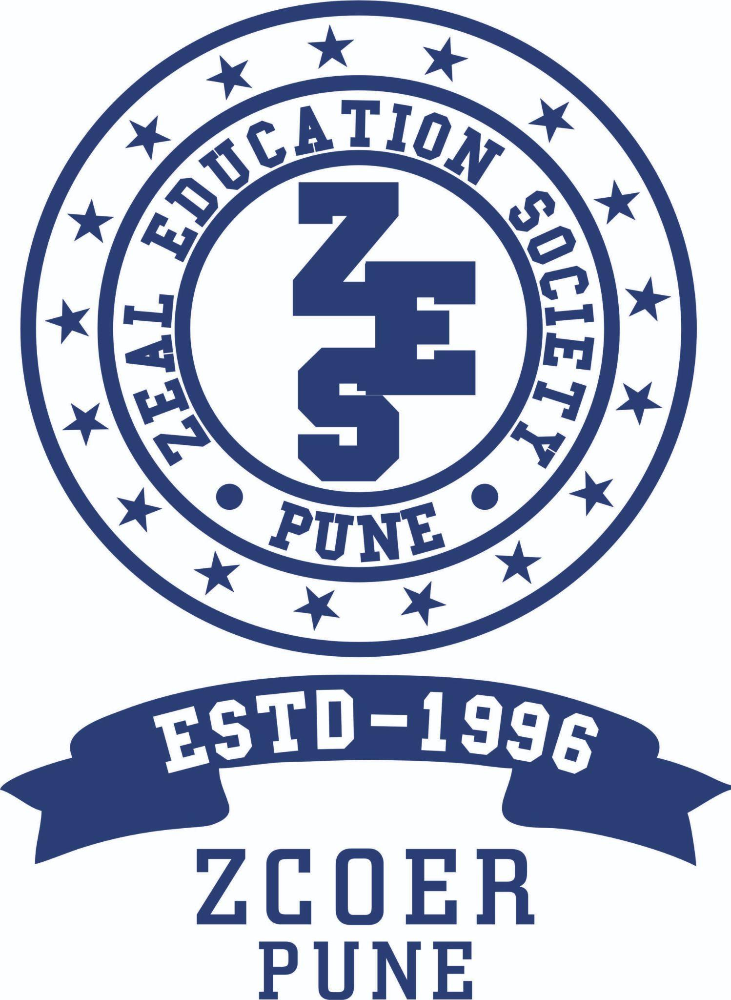 ZEAL EDUCATION SOCIETY
ZES
PUNE
ESTD-1996
ZCOER
PUNE